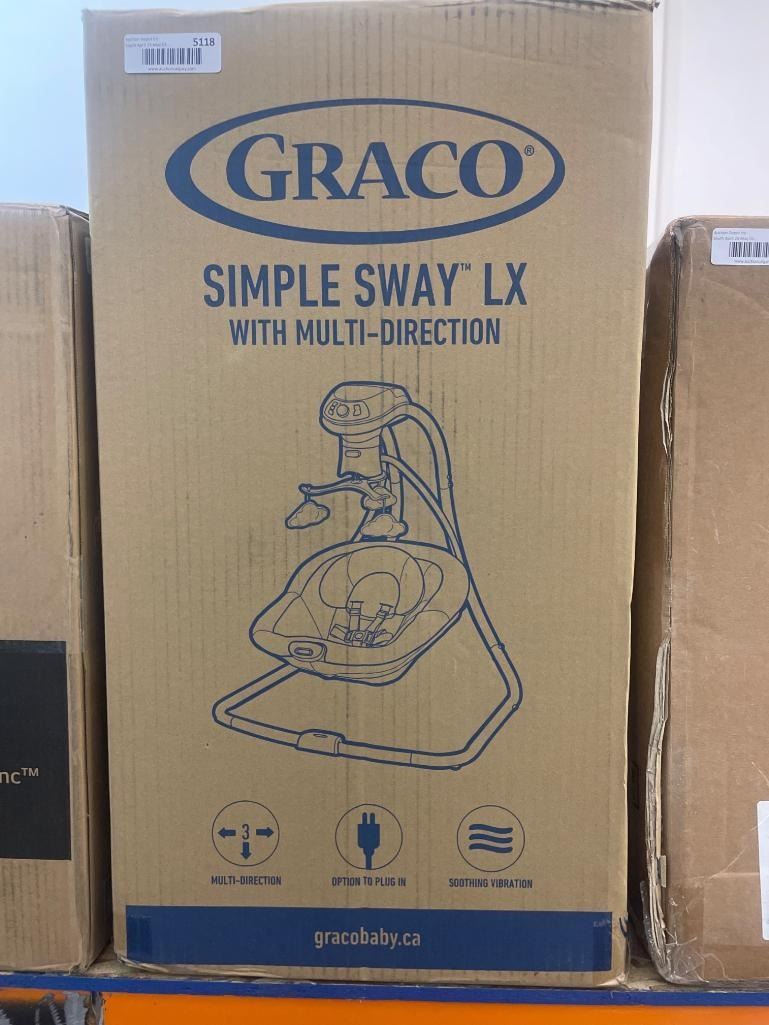 5118
GRACO®
SIMPLE SWAY™ LX
WITH MULTI-DIRECTION
3
MULTI-DIRECTION
OPTION TO PLUG IN
SOOTHING VIBRATION
gracobaby.ca
nc™